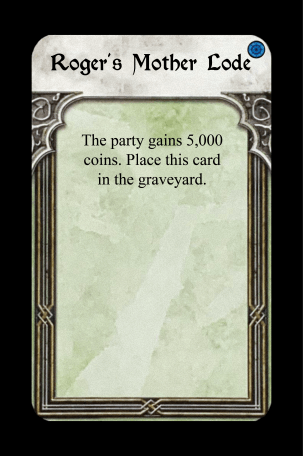 Roger's Mother Lode
The party gains 5,000
coins. Place this card
in the graveyard.